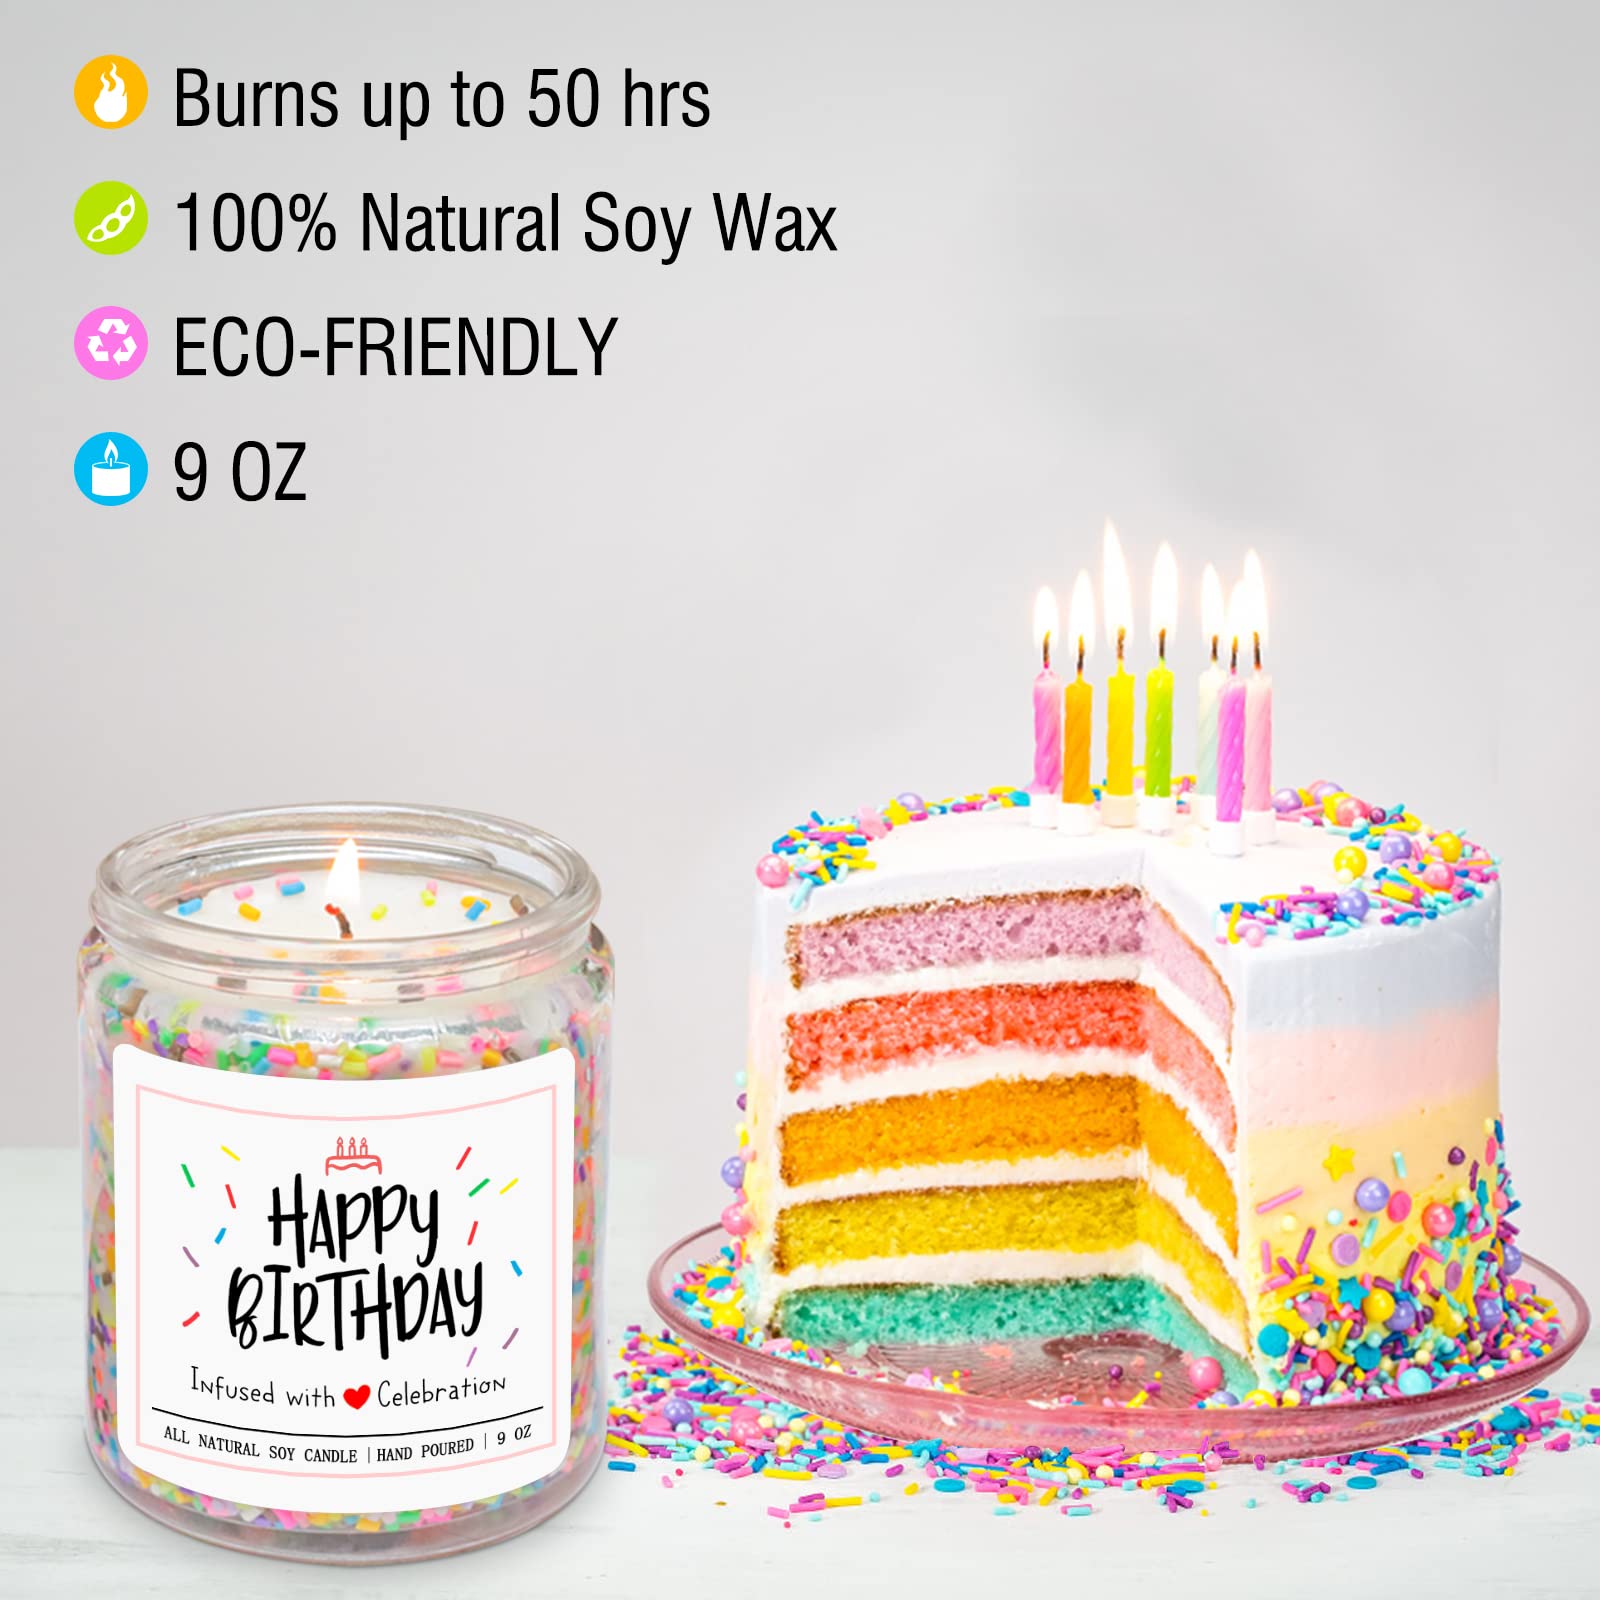 Burns up to 50 hrs
100% Natural Soy Wax
ECO-FRIENDLY
9 OZ
HAPPY
BIRTHDAY
Infused with ❤ Celebration
ALL NATURAL SOY CANDLE | HAND POURED | 9 OZ